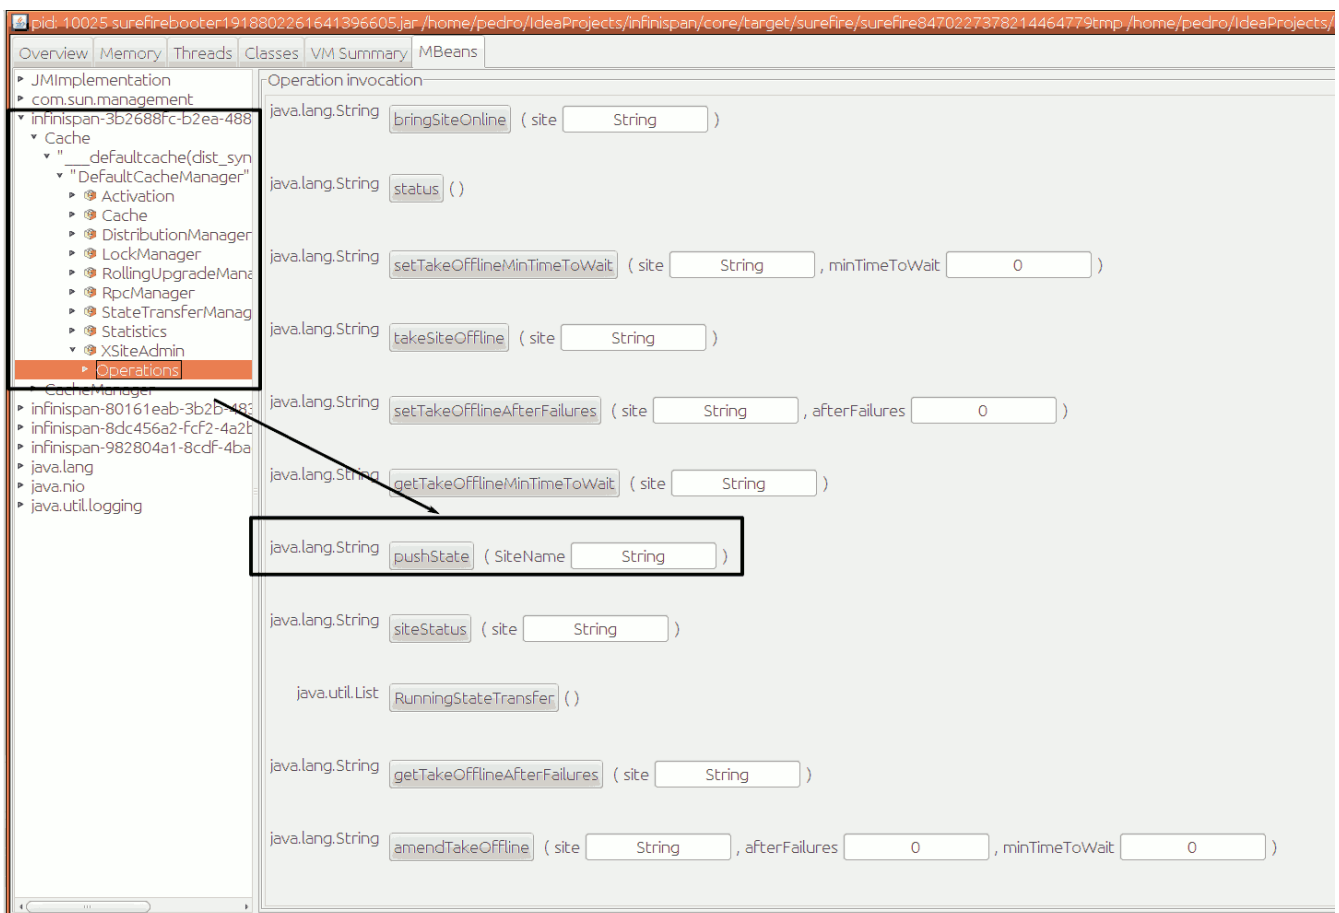 pid: 10025 surefirebooter1918802261641396605.jar /home/pedro/IdeaProjects/infinispan/core/target/surefire/surefire8470227378214464779tmp /home/pedro/IdeaProjects/
Overview Memory Threads Classes VM Summary MBeans
JMImplementation
com.sun.management
infinispan-3b2688fc-b2ea-488
Cache
"___defaultcache(dist_syn
"DefaultCacheManager"
Activation
Cache
DistributionManager
LockManager
RollingUpgradeMana
RpcManager
StateTransferManag
Statistics
XSiteAdmin
Operations
CacheManager
infinispan-80161eab-3b2b-483
infinispan-8dc456a2-fcf2-4a2b
infinispan-982804a1-8cdf-4ba
java.lang
java.nio
java.util.logging
Operation invocation
java.lang.String bringSiteOnline ( site String )
java.lang.String status ( )
java.lang.String setTakeOfflineMinTimeToWait ( site String , minTimeToWait 0 )
java.lang.String takeSiteOffline ( site String )
java.lang.String setTakeOfflineAfterFailures ( site String , afterFailures 0 )
java.lang.String getTakeOfflineMinTimeToWait ( site String )
java.lang.String pushState ( SiteName String )
java.lang.String siteStatus ( site String )
java.util.List RunningStateTransfer ( )
java.lang.String getTakeOfflineAfterFailures ( site String )
java.lang.String amendTakeOffline ( site String , afterFailures 0 , minTimeToWait 0 )